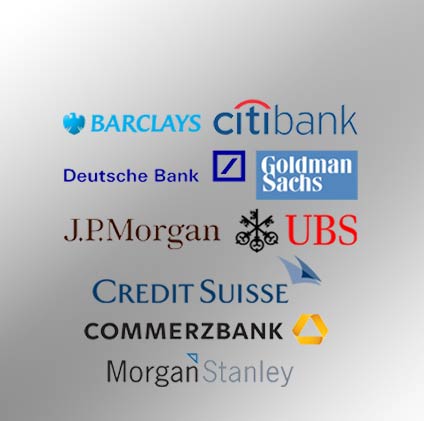 BARCLAYS citibank
Deutsche Bank Goldman
Sachs
J.P.Morgan UBS
CREDIT SUISSE
COMMERZBANK
MorganStanley